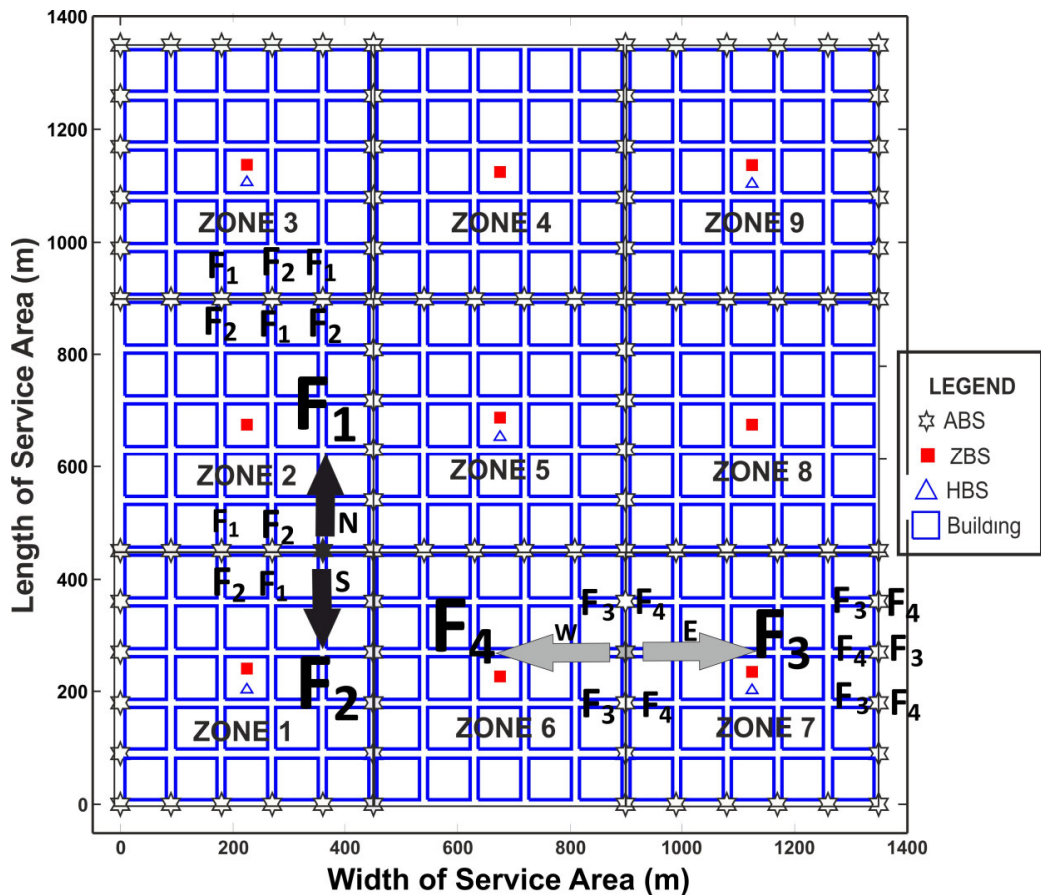 1400
1200
1000
800
600
400
200
0
Length of Service Area (m)
ZONE 3
ZONE 4
ZONE 9
F₁ F₂ F₁
F₂ F₁ F₂
F₁
ZONE 2
ZONE 5
ZONE 8
N
F₁ F₂
F₂ F₁
S
F₂
ZONE 1
F₃ F₄
F₄ W E F₃
F₃ F₄
ZONE 6
ZONE 7
F₃ F₄
F₄ F₃
F₃ F₄
LEGEND
ABS
ZBS
HBS
Building
0 200 400 600 800 1000 1200 1400
Width of Service Area (m)